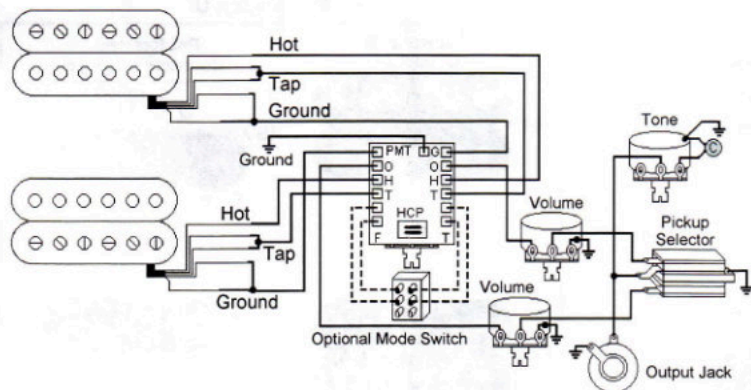 Hot
Tap
Ground
Ground
PMT G
O O
H H
T T
HCP
F T
Hot
Tap
Ground
Optional Mode Switch
Volume
Volume
Tone
C
Pickup
Selector
Output Jack